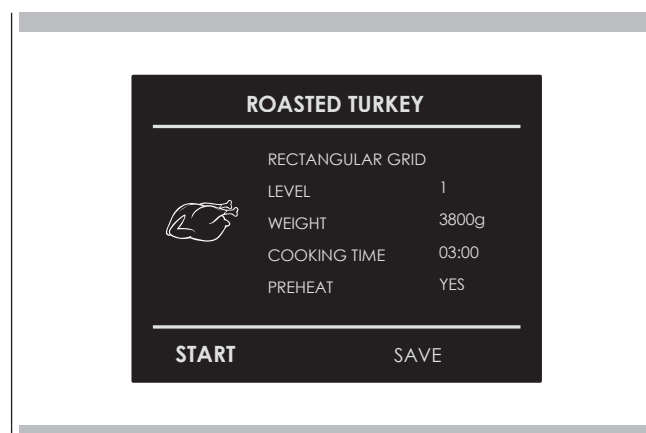 ROASTED TURKEY
RECTANGULAR GRID
LEVEL 1
WEIGHT 3800g
COOKING TIME 03:00
PREHEAT YES
START SAVE